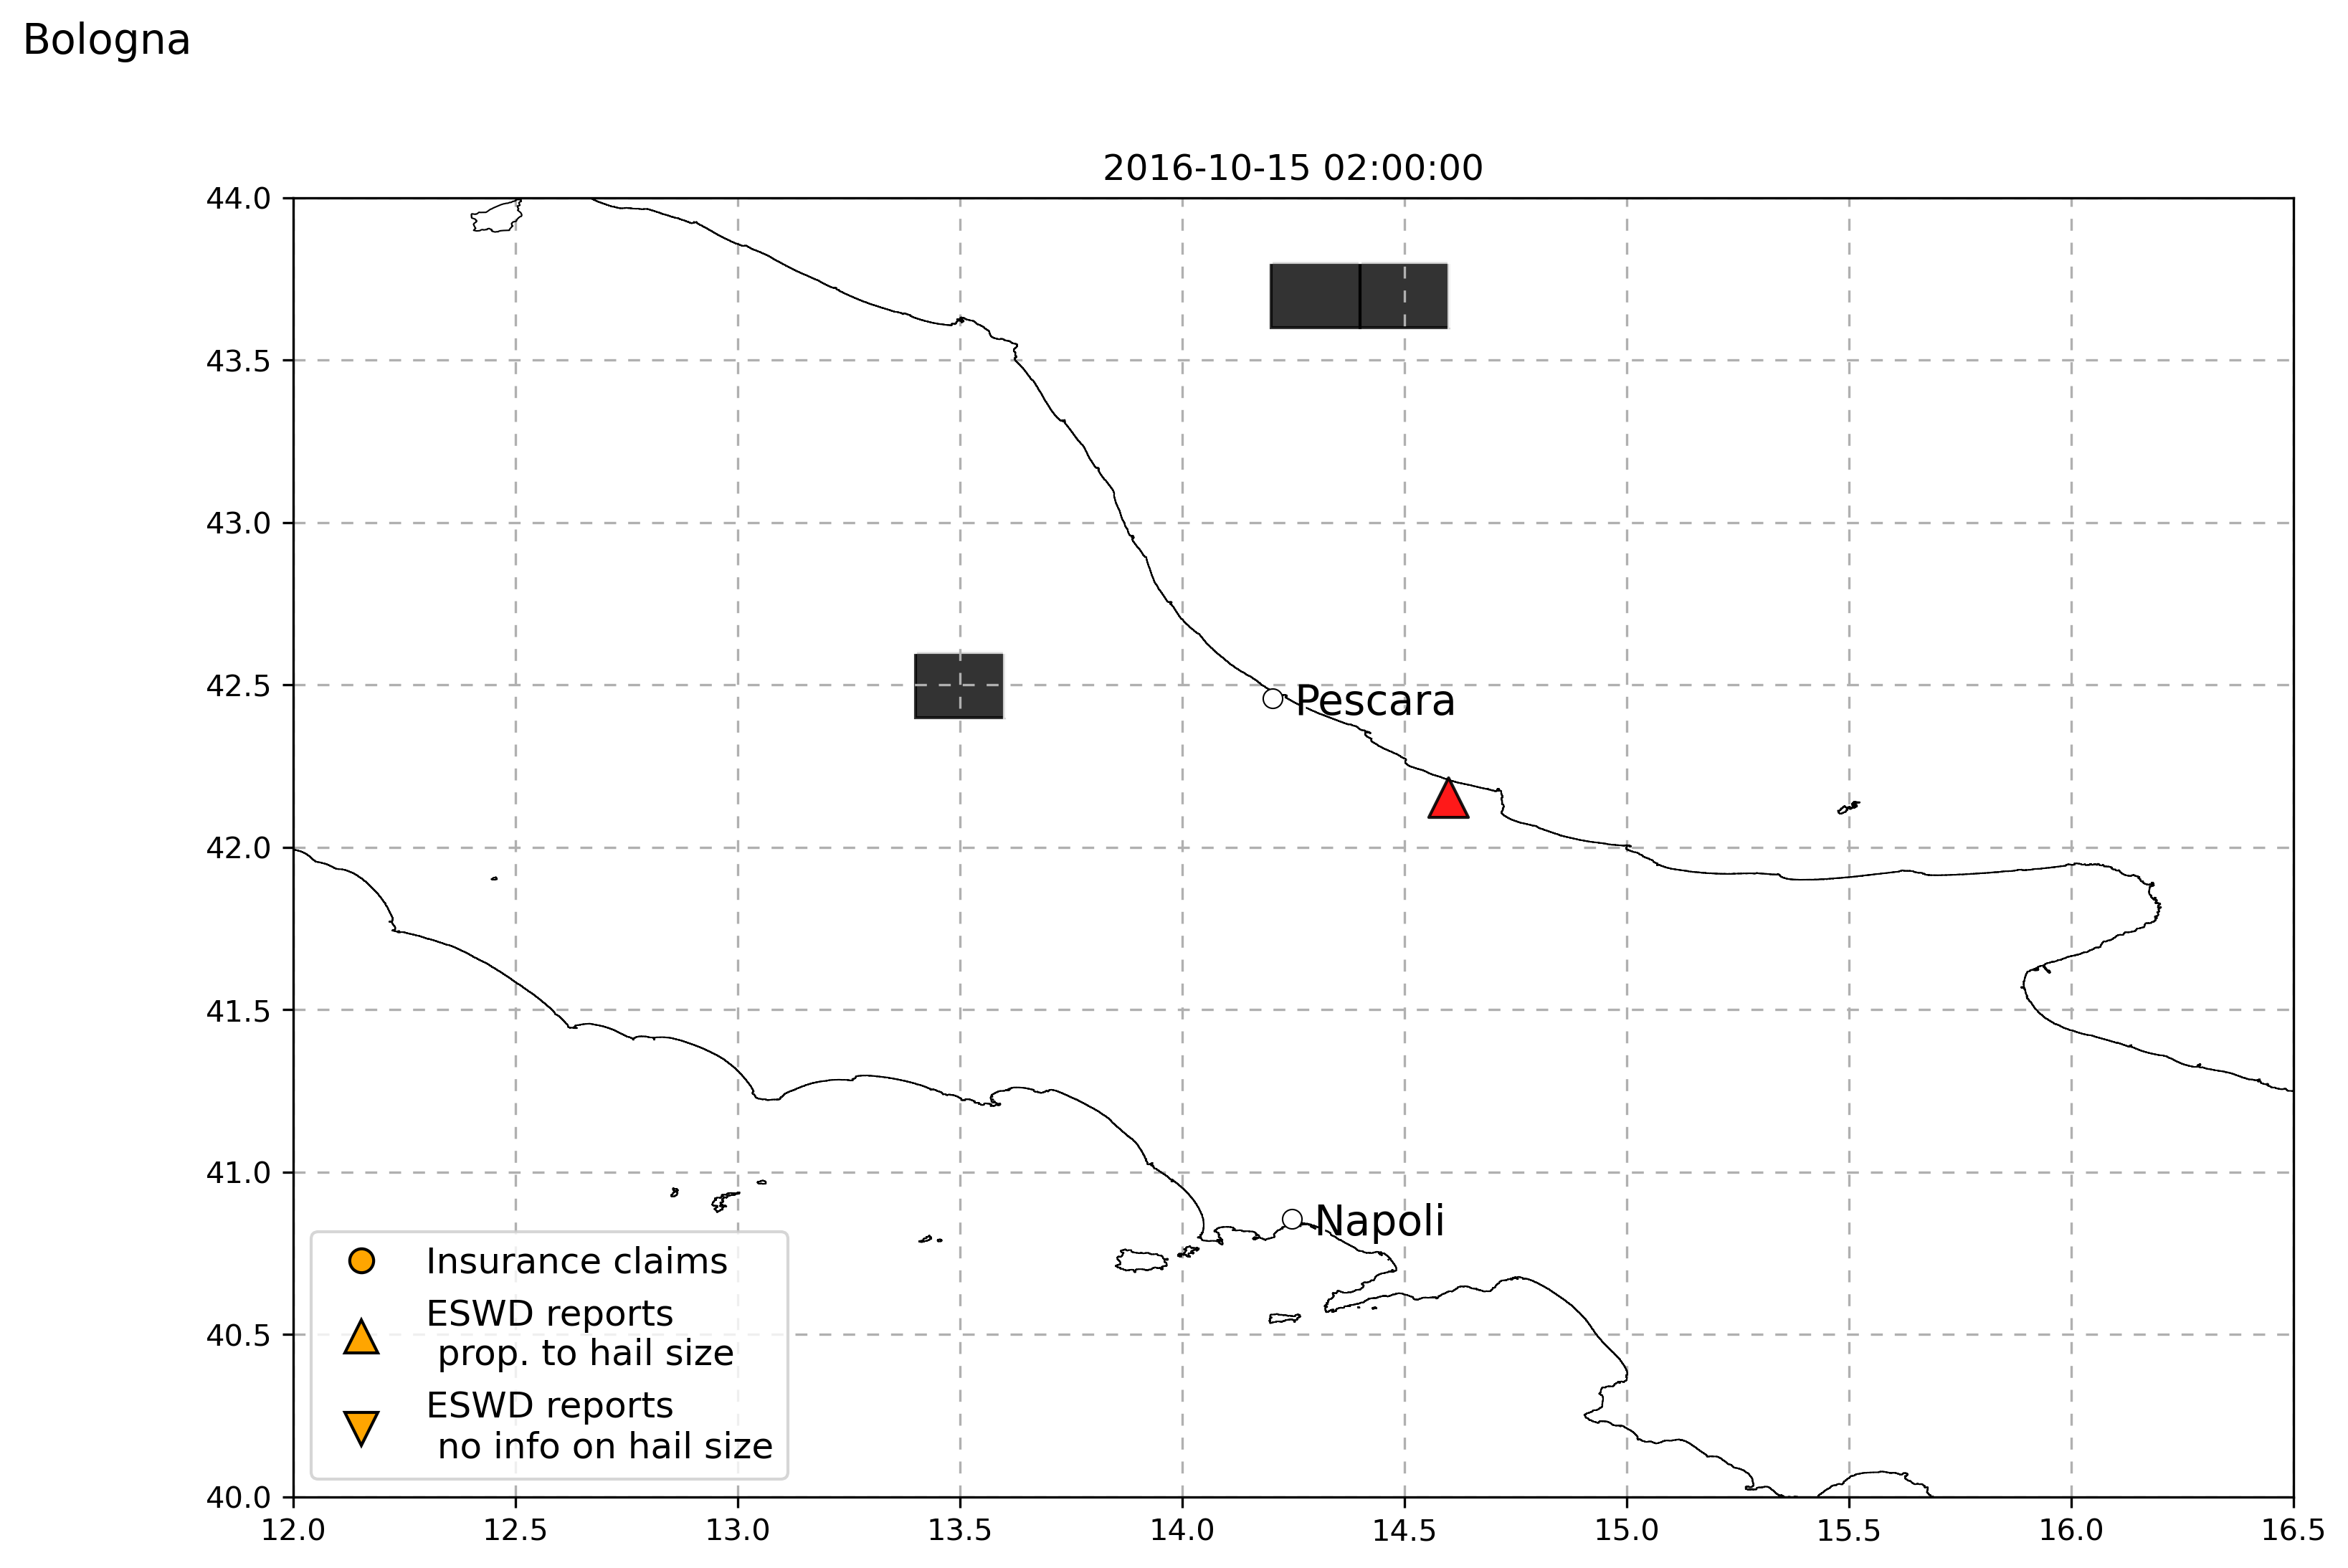 Bologna
2016-10-15 02:00:00
44.0
43.5
43.0
42.5
42.0
41.5
41.0
40.5
40.0
Pescara
Napoli
Insurance claims
ESWD reports
prop. to hail size
ESWD reports
no info on hail size
12.0 12.5 13.0 13.5 14.0 14.5 15.0 15.5 16.0 16.5